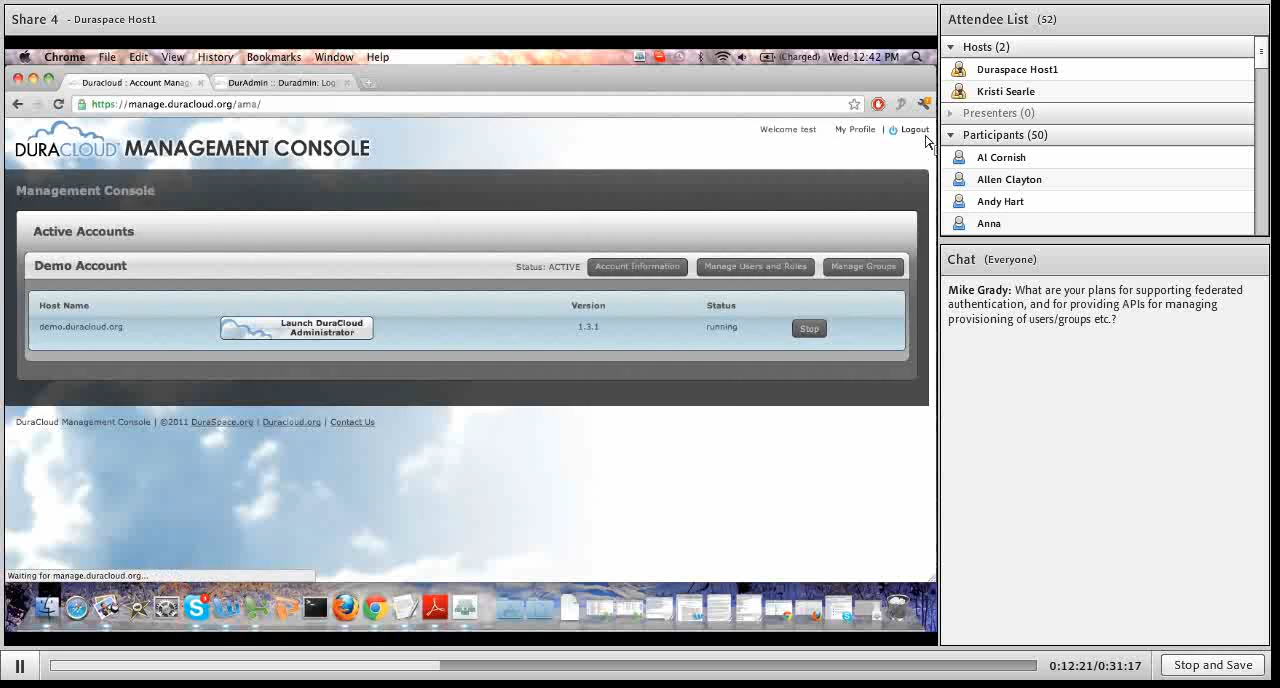 Share 4 - Duraspace Host1
Chrome File Edit View History Bookmarks Window Help (Charged) Wed 12:42 PM
Duracloud : Account Manag
DurAdmin :: Duradmin: Log
https://manage.duracloud.org/ama/
Welcome test My Profile | Logout
DURACLOUD MANAGEMENT CONSOLE
Management Console
Active Accounts
Demo Account Status: ACTIVE Account Information Manage Users and Roles Manage Groups
Host Name Version Status
demo.duracloud.org Launch DuraCloud Administrator 1.3.1 running Stop
DuraCloud Management Console | ©2011 DuraSpace.org | Duracloud.org | Contact Us
Waiting for manage.duracloud.org...
Attendee List (52)
Hosts (2)
Duraspace Host1
Kristi Searle
Presenters (0)
Participants (50)
Al Cornish
Allen Clayton
Andy Hart
Anna
Chat (Everyone)
Mike Grady: What are your plans for supporting federated
authentication, and for providing APIs for managing
provisioning of users/groups etc.?
0:12:21/0:31:17 Stop and Save